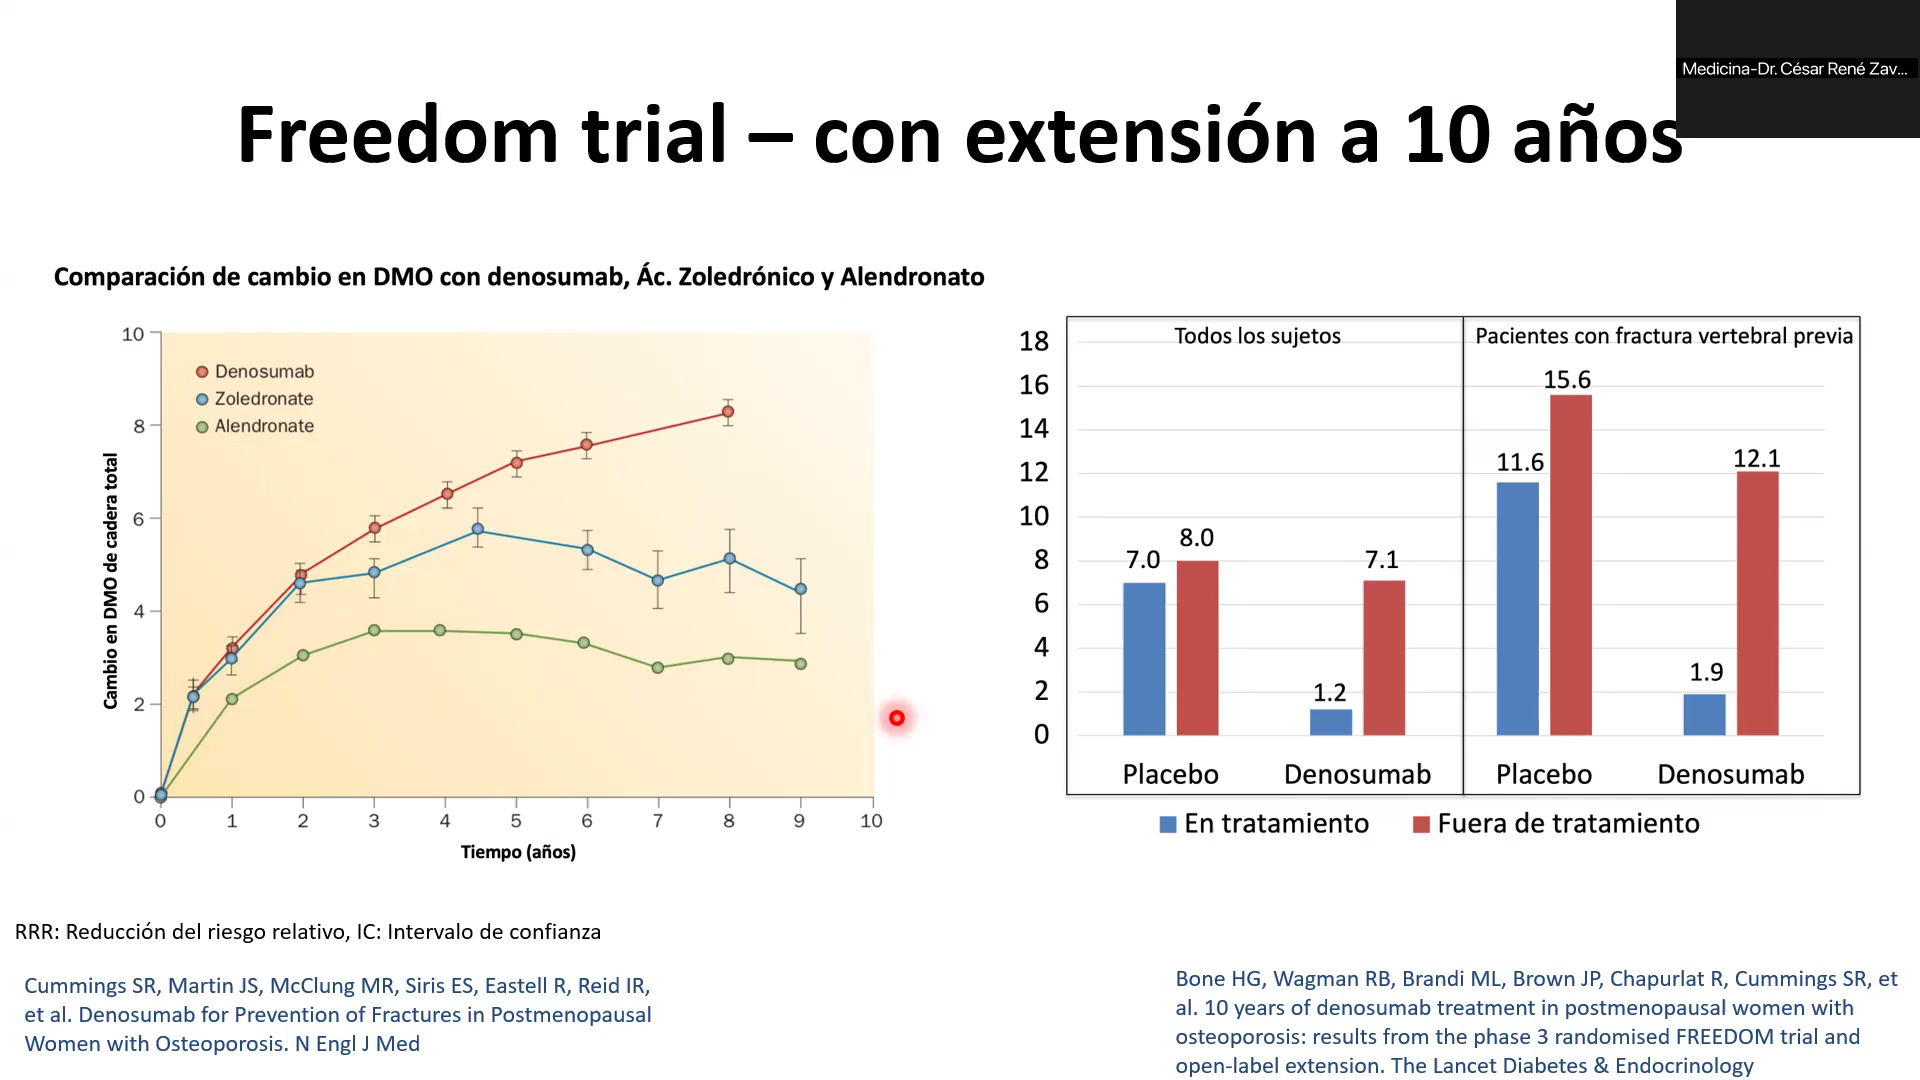 Medicina-Dr. César René Zav...
Freedom trial – con extensión a 10 años
Comparación de cambio en DMO con denosumab, Ác. Zoledrónico y Alendronato
Cambio en DMO de cadera total
10
8
6
4
2
0
Denosumab
Zoledronate
Alendronate
0 1 2 3 4 5 6 7 8 9 10
Tiempo (años)
18
16
14
12
10
8
6
4
2
0
Todos los sujetos
7.0
8.0
1.2
7.1
Placebo Denosumab
Pacientes con fractura vertebral previa
11.6
15.6
1.9
12.1
Placebo Denosumab
En tratamiento Fuera de tratamiento
RRR: Reducción del riesgo relativo, IC: Intervalo de confianza
Cummings SR, Martin JS, McClung MR, Siris ES, Eastell R, Reid IR,
et al. Denosumab for Prevention of Fractures in Postmenopausal
Women with Osteoporosis. N Engl J Med
Bone HG, Wagman RB, Brandi ML, Brown JP, Chapurlat R, Cummings SR, et
al. 10 years of denosumab treatment in postmenopausal women with
osteoporosis: results from the phase 3 randomised FREEDOM trial and
open-label extension. The Lancet Diabetes & Endocrinology